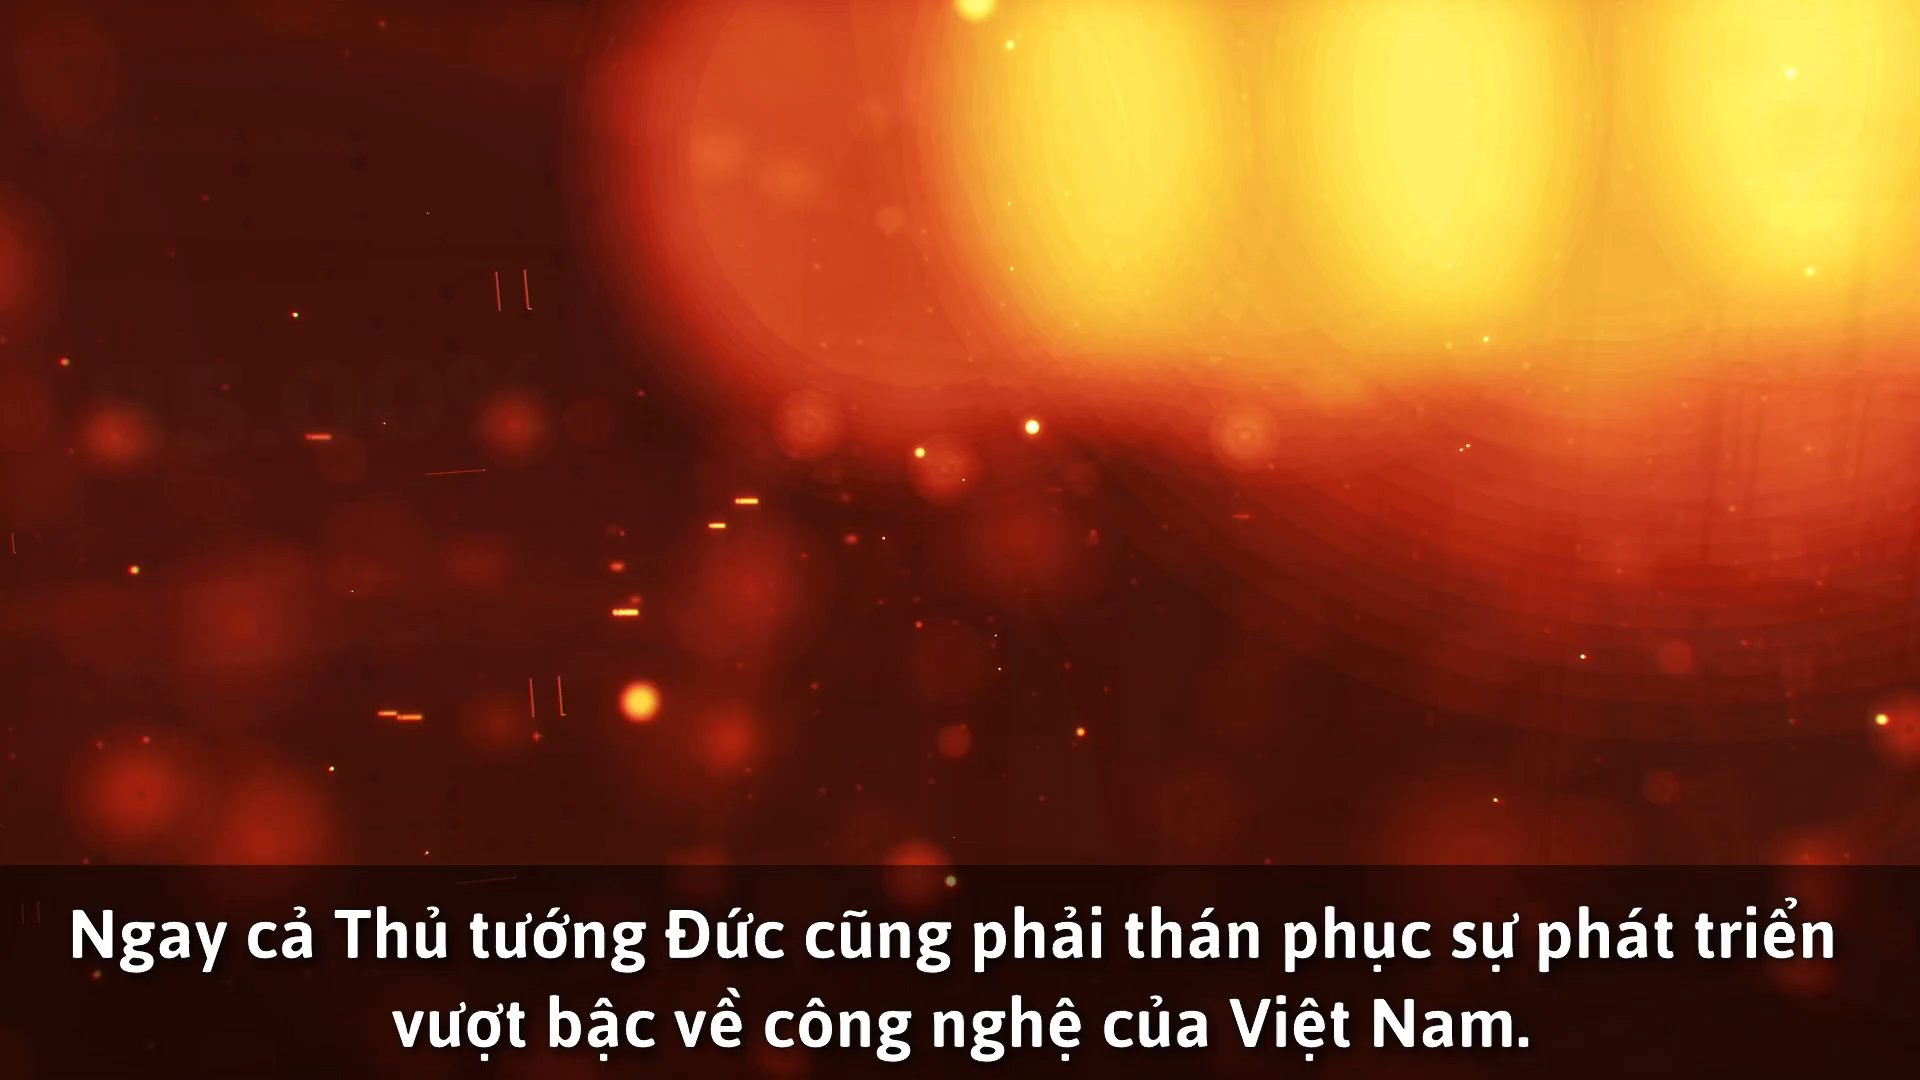 Ngay cả Thủ tướng Đức cũng phải thán phục sự phát triển
vượt bậc về công nghệ của Việt Nam.